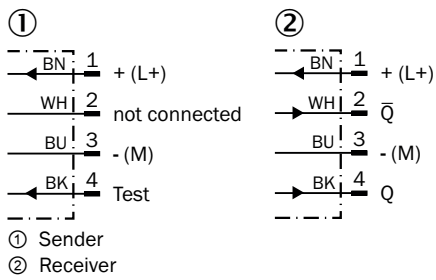 ①
BN 1 + (L+)
WH 2 not connected
BU 3 - (M)
BK 4 Test
②
BN 1 + (L+)
WH 2 Q̅
BU 3 - (M)
BK 4 Q
① Sender
② Receiver